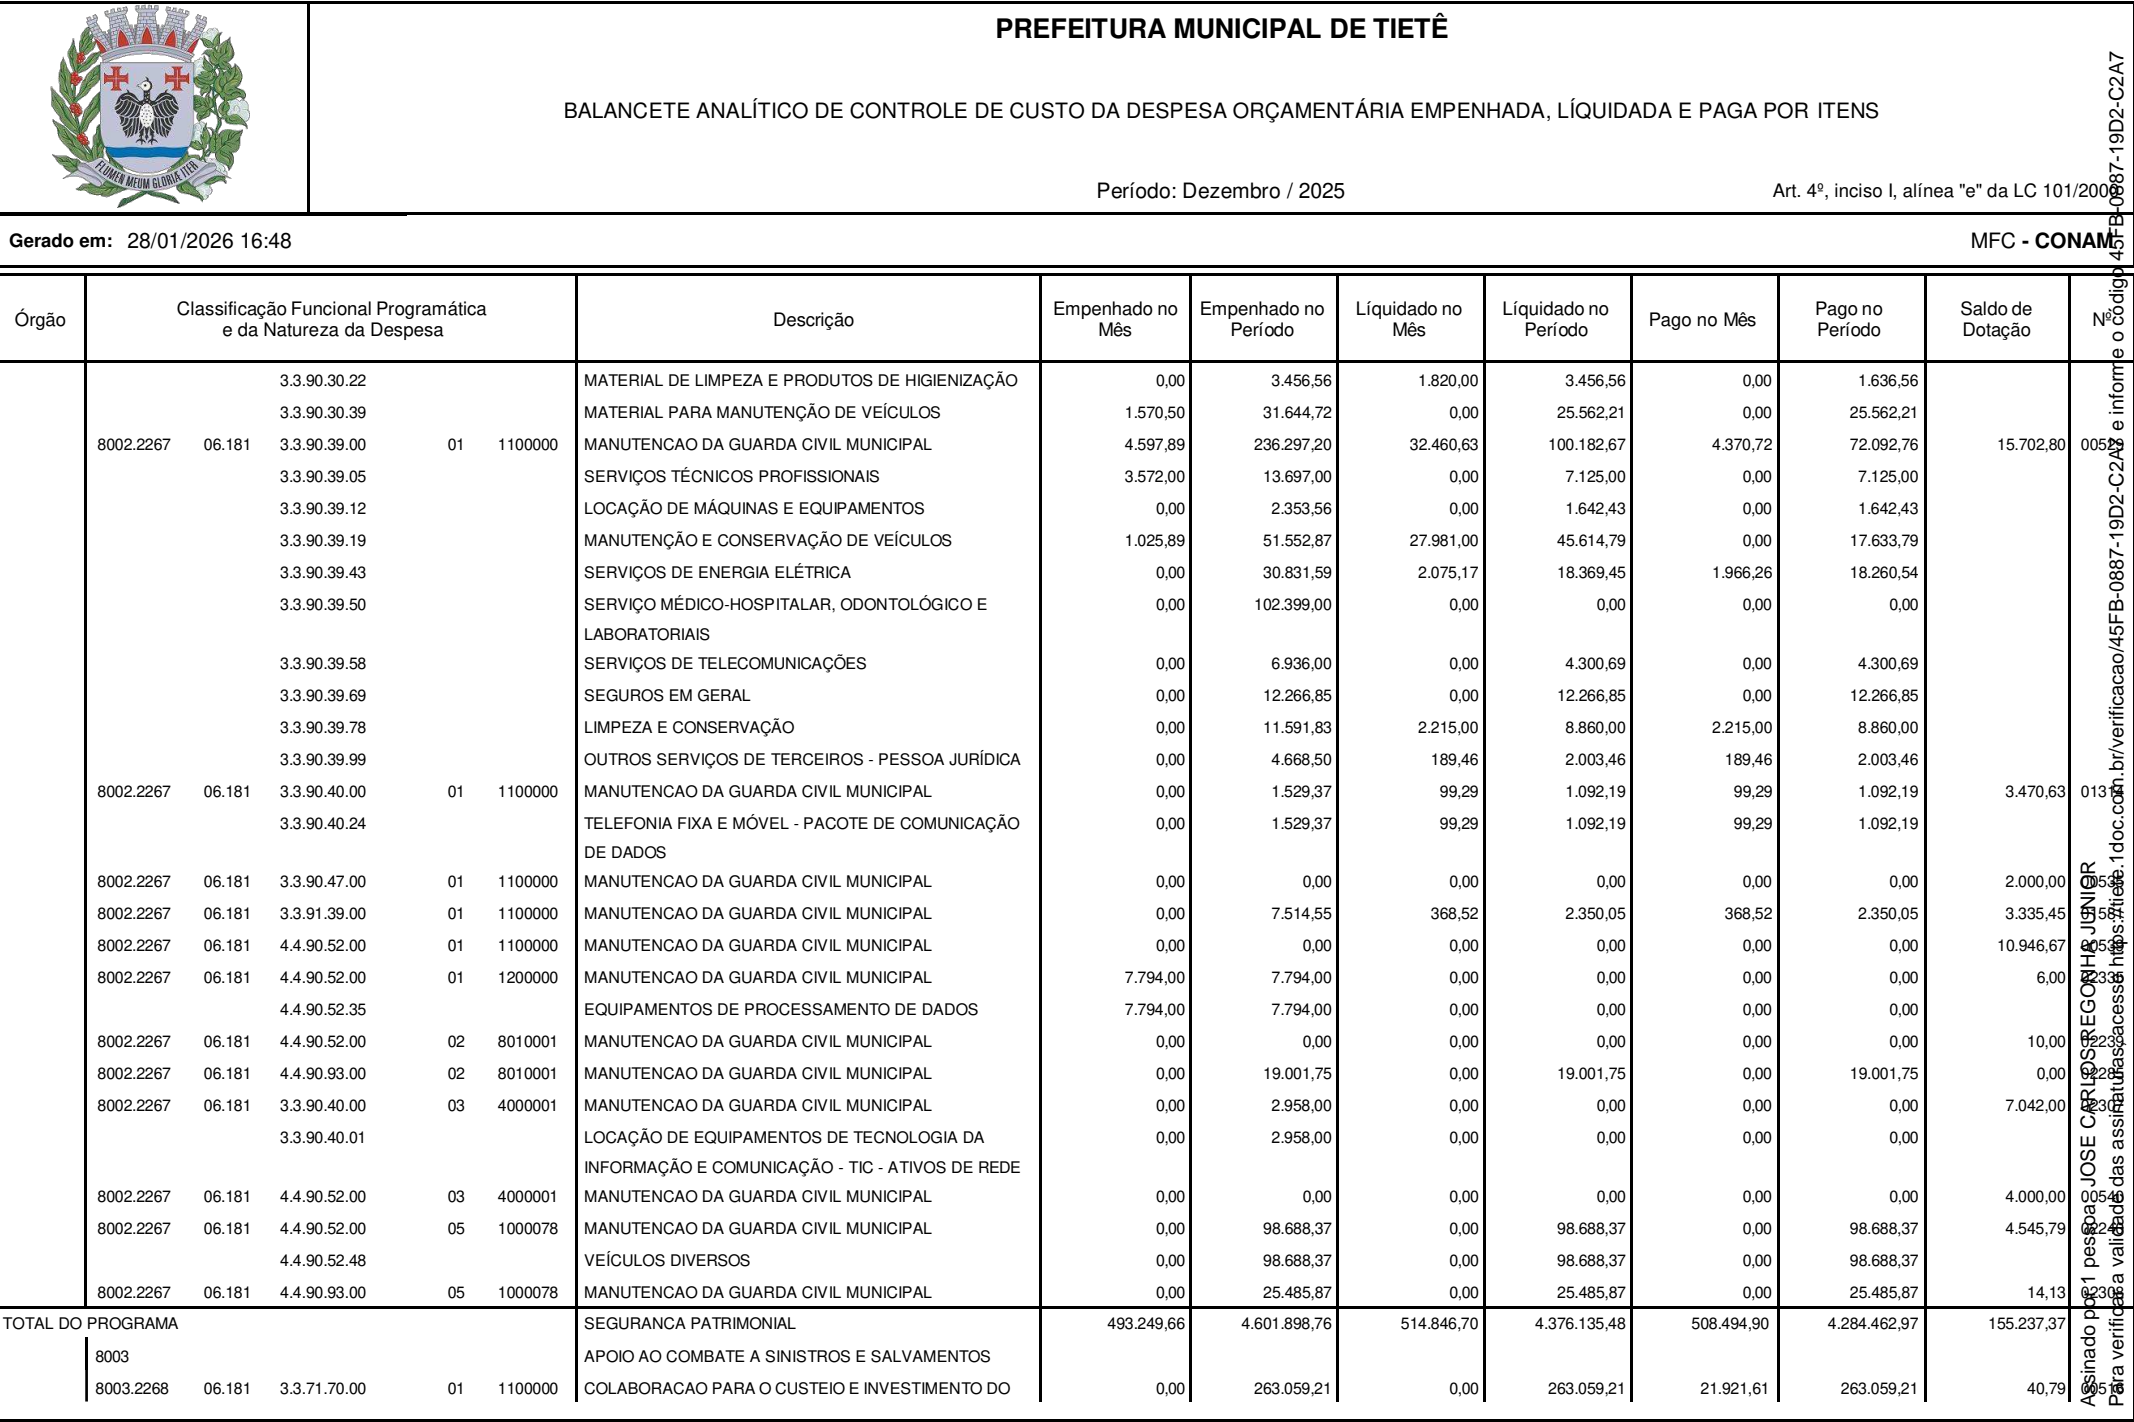 PREFEITURA MUNICIPAL DE TIETÊ
BALANCETE ANALÍTICO DE CONTROLE DE CUSTO DA DESPESA ORÇAMENTÁRIA EMPENHADA, LÍQUIDADA E PAGA POR ITENS
FLUMEN MEUM GLORIÆ ITER
Período: Dezembro / 2025 Art. 4º, inciso I, alínea "e" da LC 101/2000
Gerado em: 28/01/2026 16:48 MFC - CONAM
Órgão Classificação Funcional Programática e da Natureza da Despesa Descrição Empenhado no Mês Empenhado no Período Líquidado no Mês Líquidado no Período Pago no Mês Pago no Período Saldo de Dotação Nº
3.3.90.30.22 MATERIAL DE LIMPEZA E PRODUTOS DE HIGIENIZAÇÃO 0,00 3.456,56 1.820,00 3.456,56 0,00 1.636,56
3.3.90.30.39 MATERIAL PARA MANUTENÇÃO DE VEÍCULOS 1.570,50 31.644,72 0,00 25.562,21 0,00 25.562,21
8002.2267 06.181 3.3.90.39.00 01 1100000 MANUTENCAO DA GUARDA CIVIL MUNICIPAL 4.597,89 236.297,20 32.460,63 100.182,67 4.370,72 72.092,76 15.702,80
3.3.90.39.05 SERVIÇOS TÉCNICOS PROFISSIONAIS 3.572,00 13.697,00 0,00 7.125,00 0,00 7.125,00
3.3.90.39.12 LOCAÇÃO DE MÁQUINAS E EQUIPAMENTOS 0,00 2.353,56 0,00 1.642,43 0,00 1.642,43
3.3.90.39.19 MANUTENÇÃO E CONSERVAÇÃO DE VEÍCULOS 1.025,89 51.552,87 27.981,00 45.614,79 0,00 17.633,79
3.3.90.39.43 SERVIÇOS DE ENERGIA ELÉTRICA 0,00 30.831,59 2.075,17 18.369,45 1.966,26 18.260,54
3.3.90.39.50 SERVIÇO MÉDICO-HOSPITALAR, ODONTOLÓGICO E 0,00 102.399,00 0,00 0,00 0,00 0,00
LABORATORIAIS
3.3.90.39.58 SERVIÇOS DE TELECOMUNICAÇÕES 0,00 6.936,00 0,00 4.300,69 0,00 4.300,69
3.3.90.39.69 SEGUROS EM GERAL 0,00 12.266,85 0,00 12.266,85 0,00 12.266,85
3.3.90.39.78 LIMPEZA E CONSERVAÇÃO 0,00 11.591,83 2.215,00 8.860,00 2.215,00 8.860,00
3.3.90.39.99 OUTROS SERVIÇOS DE TERCEIROS - PESSOA JURÍDICA 0,00 4.668,50 189,46 2.003,46 189,46 2.003,46
8002.2267 06.181 3.3.90.40.00 01 1100000 MANUTENCAO DA GUARDA CIVIL MUNICIPAL 0,00 1.529,37 99,29 1.092,19 99,29 1.092,19 3.470,63
3.3.90.40.24 TELEFONIA FIXA E MÓVEL - PACOTE DE COMUNICAÇÃO 0,00 1.529,37 99,29 1.092,19 99,29 1.092,19
DE DADOS
8002.2267 06.181 3.3.90.47.00 01 1100000 MANUTENCAO DA GUARDA CIVIL MUNICIPAL 0,00 0,00 0,00 0,00 0,00 0,00 2.000,00
8002.2267 06.181 3.3.91.39.00 01 1100000 MANUTENCAO DA GUARDA CIVIL MUNICIPAL 0,00 7.514,55 368,52 2.350,05 368,52 2.350,05 3.335,45
8002.2267 06.181 4.4.90.52.00 01 1100000 MANUTENCAO DA GUARDA CIVIL MUNICIPAL 0,00 0,00 0,00 0,00 0,00 0,00 10.946,67
8002.2267 06.181 4.4.90.52.00 01 1200000 MANUTENCAO DA GUARDA CIVIL MUNICIPAL 7.794,00 7.794,00 0,00 0,00 0,00 0,00 6,00
4.4.90.52.35 EQUIPAMENTOS DE PROCESSAMENTO DE DADOS 7.794,00 7.794,00 0,00 0,00 0,00 0,00
8002.2267 06.181 4.4.90.52.00 02 8010001 MANUTENCAO DA GUARDA CIVIL MUNICIPAL 0,00 0,00 0,00 0,00 0,00 0,00 10,00
8002.2267 06.181 4.4.90.93.00 02 8010001 MANUTENCAO DA GUARDA CIVIL MUNICIPAL 0,00 19.001,75 0,00 19.001,75 0,00 19.001,75 0,00
8002.2267 06.181 3.3.90.40.00 03 4000001 MANUTENCAO DA GUARDA CIVIL MUNICIPAL 0,00 2.958,00 0,00 0,00 0,00 0,00 7.042,00
3.3.90.40.01 LOCAÇÃO DE EQUIPAMENTOS DE TECNOLOGIA DA 0,00 2.958,00 0,00 0,00 0,00 0,00
INFORMAÇÃO E COMUNICAÇÃO - TIC - ATIVOS DE REDE
8002.2267 06.181 4.4.90.52.00 03 4000001 MANUTENCAO DA GUARDA CIVIL MUNICIPAL 0,00 0,00 0,00 0,00 0,00 0,00 4.000,00
8002.2267 06.181 4.4.90.52.00 05 1000078 MANUTENCAO DA GUARDA CIVIL MUNICIPAL 0,00 98.688,37 0,00 98.688,37 0,00 98.688,37 4.545,79
4.4.90.52.48 VEÍCULOS DIVERSOS 0,00 98.688,37 0,00 98.688,37 0,00 98.688,37
8002.2267 06.181 4.4.90.93.00 05 1000078 MANUTENCAO DA GUARDA CIVIL MUNICIPAL 0,00 25.485,87 0,00 25.485,87 0,00 25.485,87 14,13
TOTAL DO PROGRAMA SEGURANCA PATRIMONIAL 493.249,66 4.601.898,76 514.846,70 4.376.135,48 508.494,90 4.284.462,97 155.237,37
8003 APOIO AO COMBATE A SINISTROS E SALVAMENTOS
8003.2268 06.181 3.3.71.70.00 01 1100000 COLABORACAO PARA O CUSTEIO E INVESTIMENTO DO 0,00 263.059,21 0,00 263.059,21 21.921,61 263.059,21 40,79
Assinado por 1 pessoa: JOSE CARLOS REGONHA JUNIOR
Para verificar a validade das assinaturas, acesse https://tiete.1doc.com.br/verificacao/45FB-0887-19D2-C2A7 e informe o código 45FB-0887-19D2-C2A7